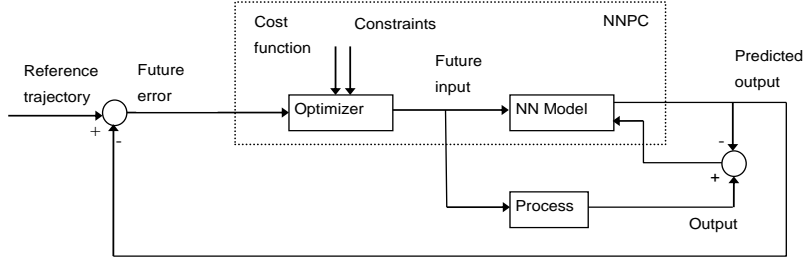 Cost
function
Constraints
NNPC
Reference
trajectory
Future
error
Future
input
Predicted
output
Optimizer
NN Model
+
-
-
+
Process
Output